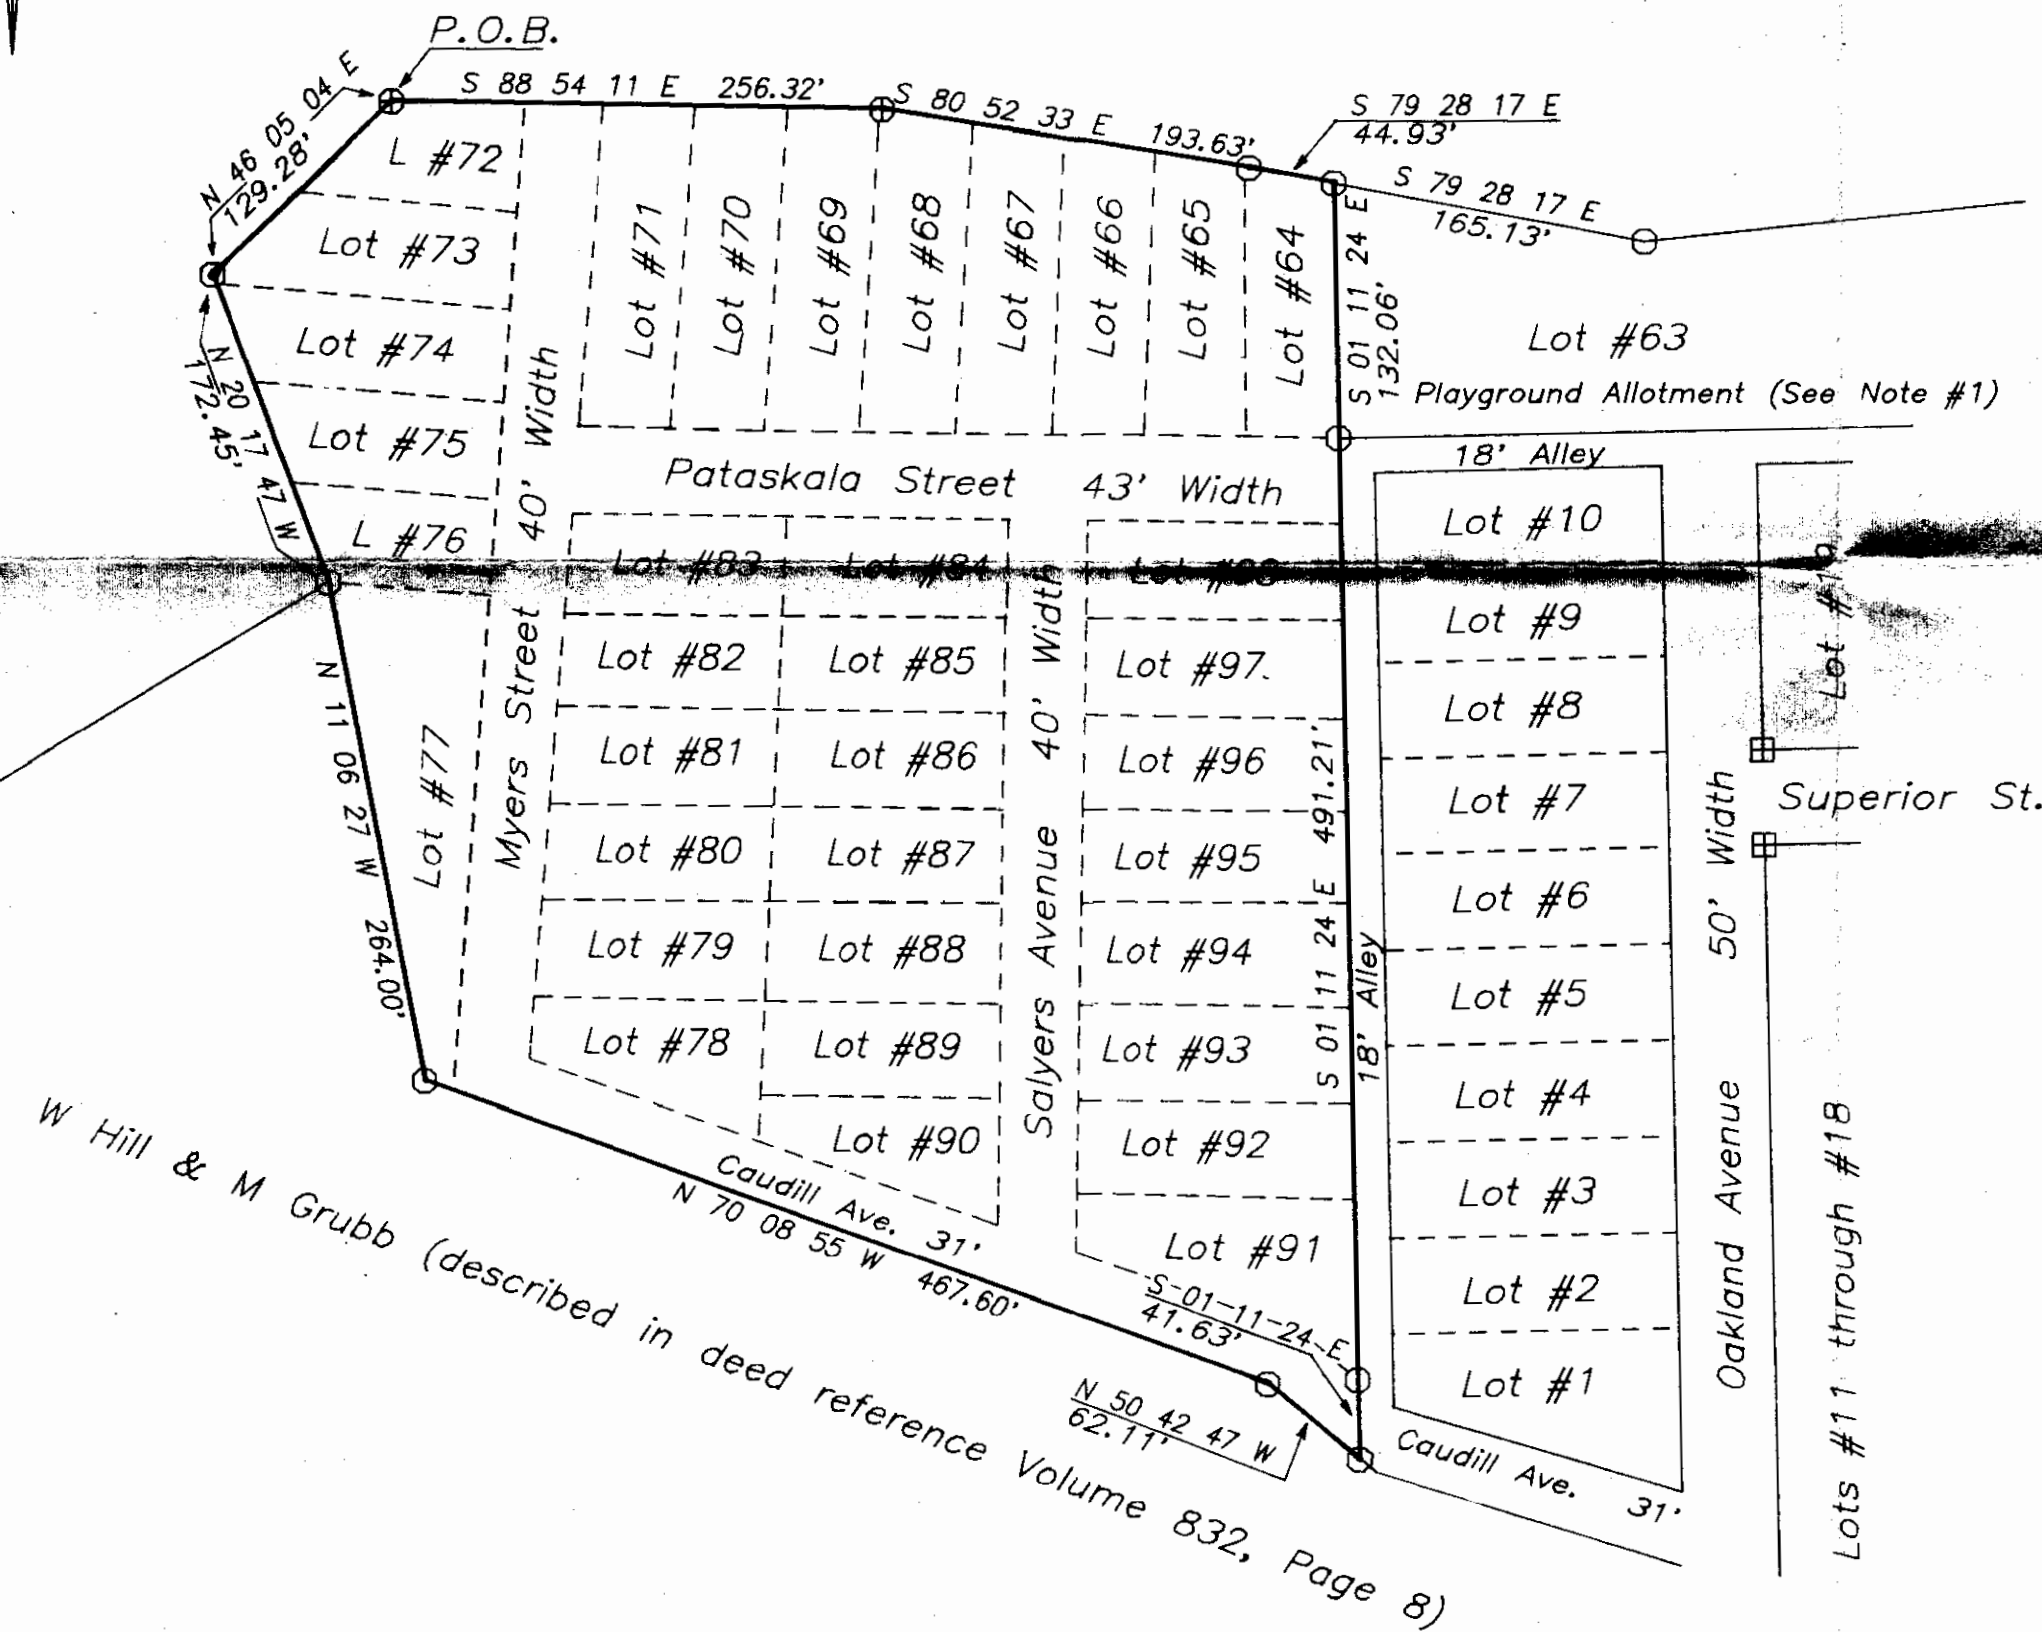 P.O.B.
S 88 54 11 E 256.32'
S 80 52 33 E 193.63'
S 79 28 17 E
44.93'
S 79 28 17 E
165.13'
N 46 05 04 E
129.28'
L #72
Lot #73
Lot #74
Lot #75
L #76
Lot #77
N 20 17 47 W
172.45'
N 11 06 27 W 264.00'
Lot #71
Lot #70
Lot #69
Lot #68
Lot #67
Lot #66
Lot #65
Lot #64
S 01 11 24 E
132.06'
Lot #63
Playground Allotment (See Note #1)
18' Alley
Pataskala Street 43' Width
Myers Street 40' Width
Lot #83
Lot #84
Lot #82
Lot #85
Lot #81
Lot #86
Lot #80
Lot #87
Lot #79
Lot #88
Lot #78
Lot #89
Lot #90
Salyers Avenue 40' Width
Lot
Lot #97
Lot #96
Lot #95
Lot #94
Lot #93
Lot #92
Lot #91
S 01 11 24 E 491.21'
18' Alley
Lot #10
Lot #9
Lot #8
Lot #7
Lot #6
Lot #5
Lot #4
Lot #3
Lot #2
Lot #1
Oakland Avenue 50' Width
Lot
Superior St.
Lots #11 through #18
Caudill Ave. 31'
N 70 08 55 W 467.60'
S-01-11-24-E
41.63'
N 50 42 47 W
62.11'
Caudill Ave. 31'
W Hill & M Grubb (described in deed reference Volume 832, Page 8)